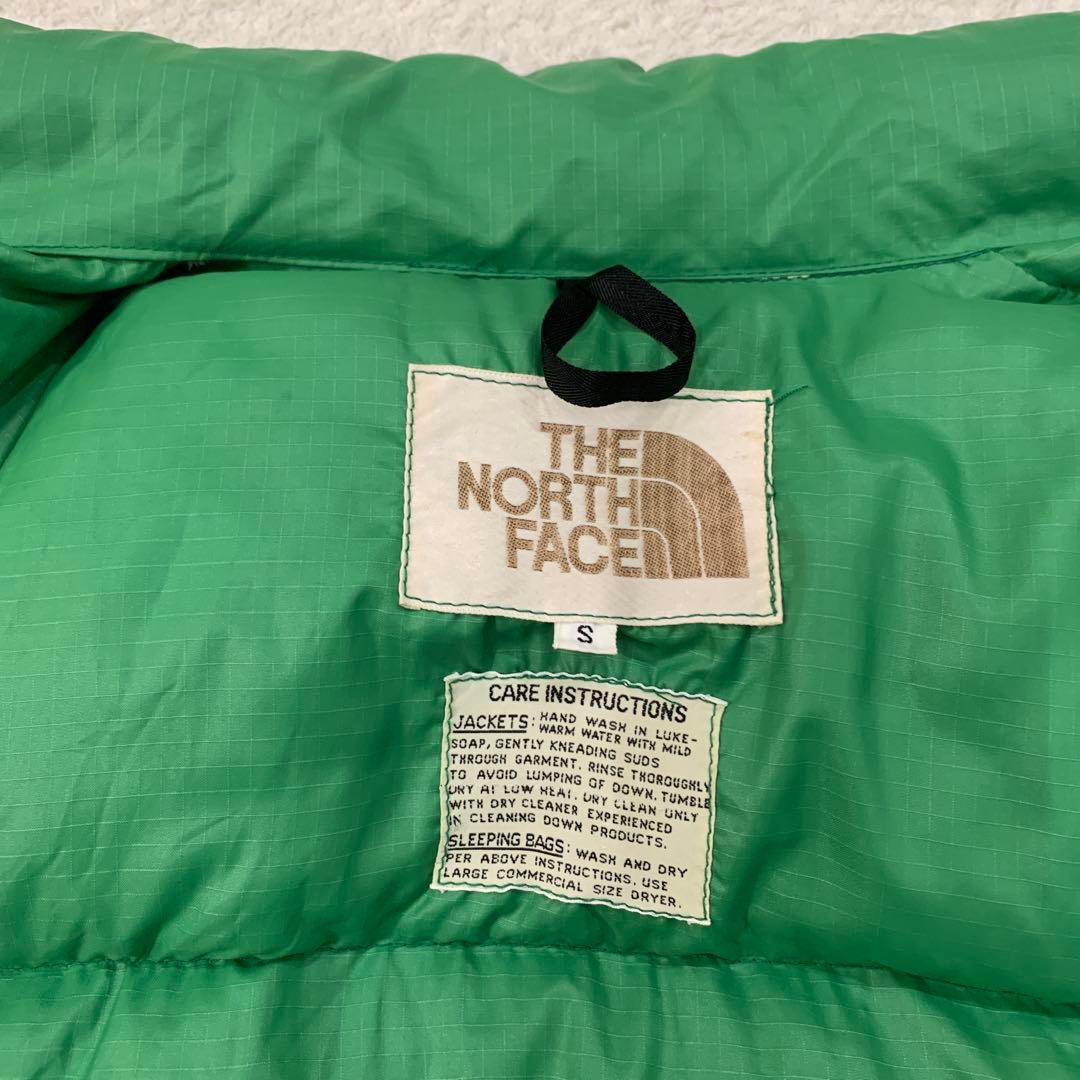 THE
NORTH
FACE
S
CARE INSTRUCTIONS
JACKETS: HAND WASH IN LUKE-
WARM WATER WITH MILD
SOAP, GENTLY KNEADING SUDS
THROUGH GARMENT. RINSE THOROUGHLY
TO AVOID LUMPING OF DOWN. TUMBLE
DRY AT LOW HEAT. DRY CLEAN ONLY
WITH DRY CLEANER EXPERIENCED
IN CLEANING DOWN PRODUCTS.
SLEEPING BAGS: WASH AND DRY
PER ABOVE INSTRUCTIONS. USE
LARGE COMMERCIAL SIZE DRYER.